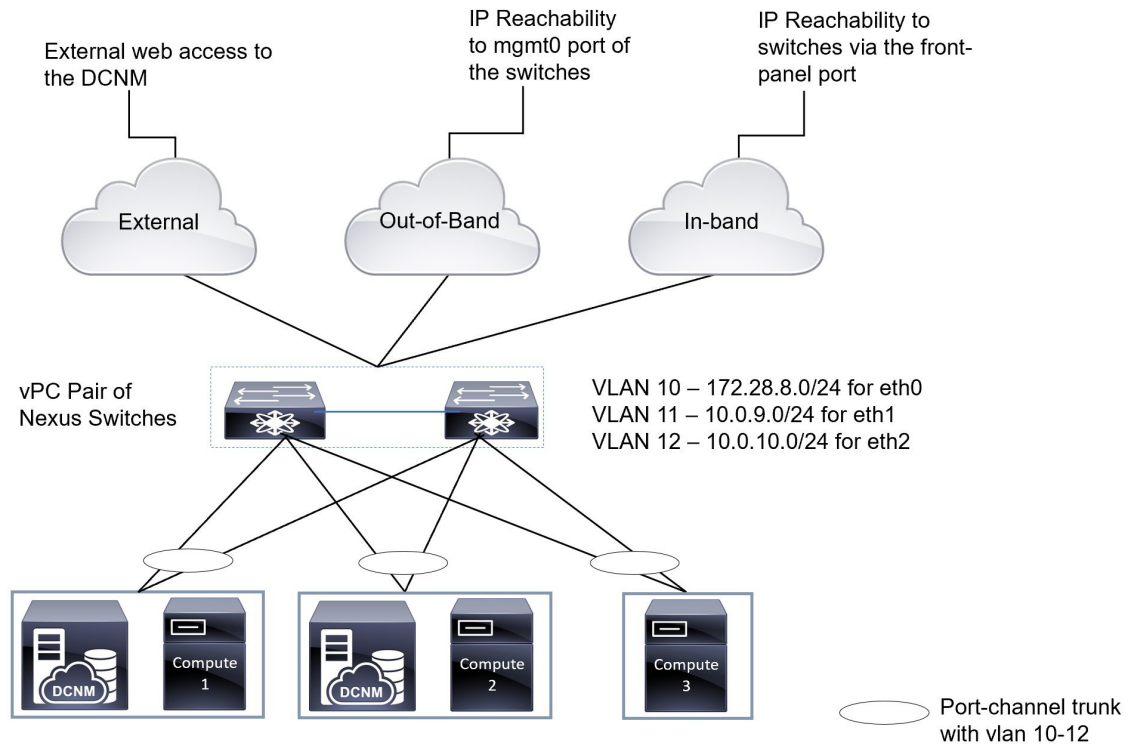 External web access to
the DCNM
IP Reachability
to mgmt0 port of
the switches
IP Reachability to
switches via the front-
panel port
External
Out-of-Band
In-band
vPC Pair of
Nexus Switches
VLAN 10 – 172.28.8.0/24 for eth0
VLAN 11 – 10.0.9.0/24 for eth1
VLAN 12 – 10.0.10.0/24 for eth2
DCNM
Compute
1
DCNM
Compute
2
Compute
3
Port-channel trunk
with vlan 10-12